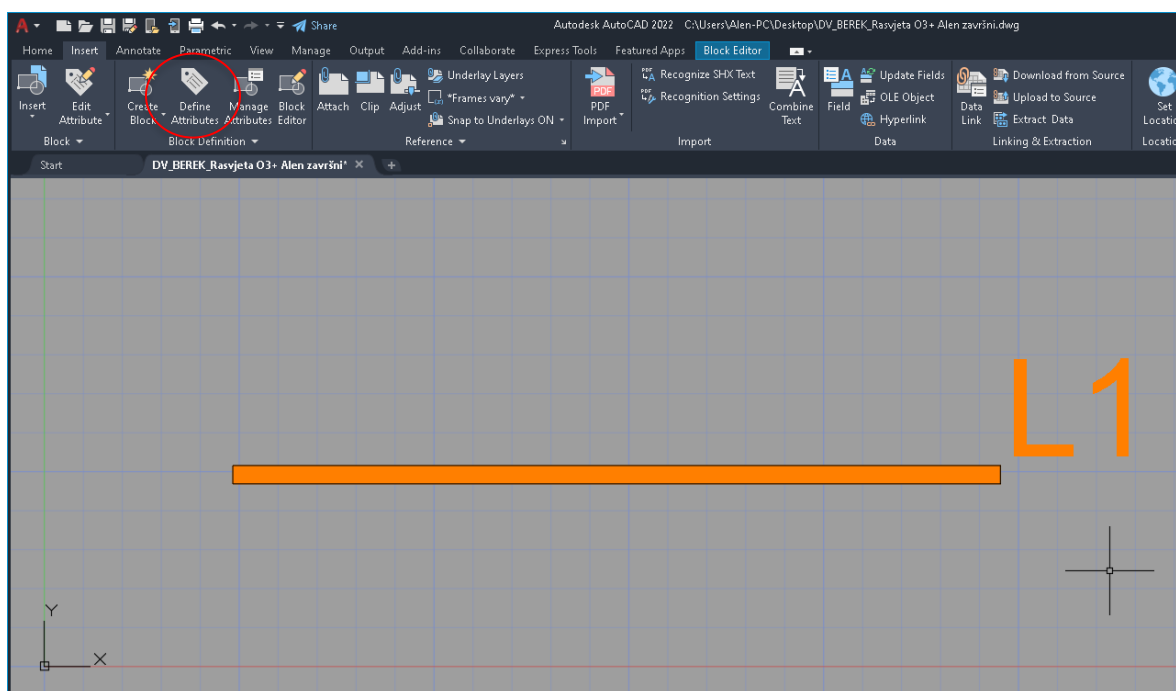 Share
Autodesk AutoCAD 2022 C:\Users\Alen-PC\Desktop\DV_BEREK_Rasvjeta O3+ Alen završni.dwg
Home Insert Annotate Parametric View Manage Output Add-ins Collaborate Express Tools Featured Apps Block Editor
Insert
Edit
Attribute
Create
Block
Define
Attributes
Manage
Attributes
Block
Editor
Attach
Clip
Adjust
Underlay Layers
*Frames vary*
Snap to Underlays ON
PDF
PDF
Import
Recognize SHX Text
Recognition Settings
Combine
Text
Field
Update Fields
OLE Object
Hyperlink
Data
Link
Download from Source
Upload to Source
Extract Data
Set
Locatio
Block
Block Definition
Reference
Import
Data
Linking & Extraction
Locatic
Start DV_BEREK_Rasvjeta O3+ Alen završni*
L1
Y
X